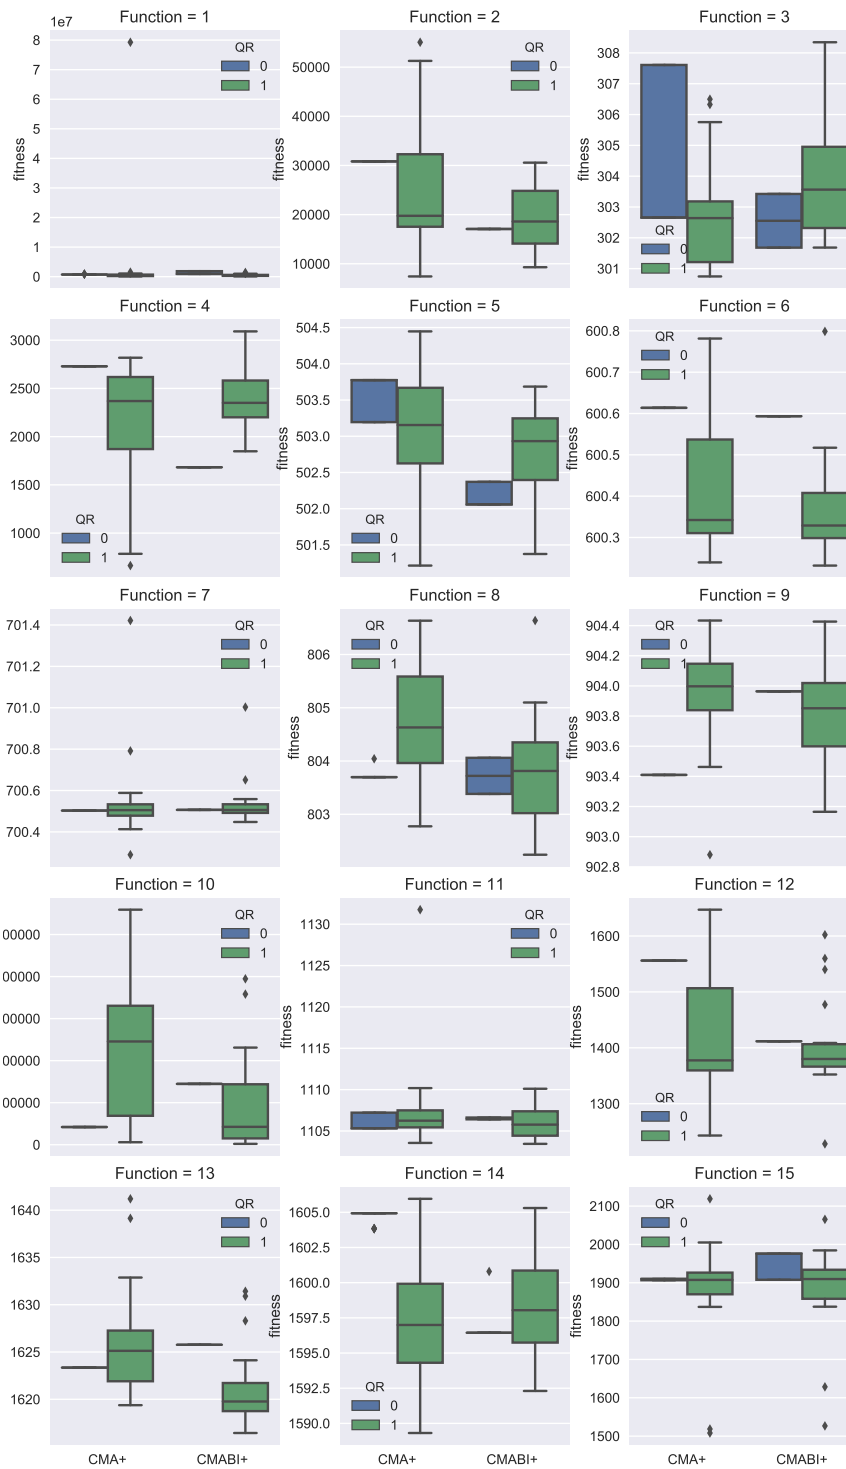 Function = 1
1e7
8
7
6
5
4
3
2
1
0
fitness
QR
0
1
Function = 2
50000
40000
30000
20000
10000
fitness
QR
0
1
Function = 3
308
307
306
305
304
303
302
301
QR
0
1
Function = 4
3000
2500
2000
1500
1000
QR
0
1
Function = 5
504.5
504.0
503.5
503.0
502.5
502.0
501.5
fitness
QR
0
1
Function = 6
600.8
600.7
600.6
600.5
600.4
600.3
fitness
QR
0
1
Function = 7
701.4
701.2
701.0
700.8
700.6
700.4
QR
0
1
Function = 8
806
805
804
803
fitness
QR
0
1
Function = 9
904.4
904.2
904.0
903.8
903.6
903.4
903.2
903.0
902.8
fitness
QR
0
1
Function = 10
0
QR
0
1
Function = 11
1130
1125
1120
1115
1110
1105
fitness
QR
0
1
Function = 12
1600
1500
1400
1300
fitness
QR
0
1
Function = 13
1640
1635
1630
1625
1620
QR
0
1
CMA+
CMABI+
Function = 14
1605.0
1602.5
1600.0
1597.5
1595.0
1592.5
1590.0
fitness
QR
0
1
CMA+
CMABI+
Function = 15
2100
2000
1900
1800
1700
1600
1500
fitness
QR
0
1
CMA+
CMABI+